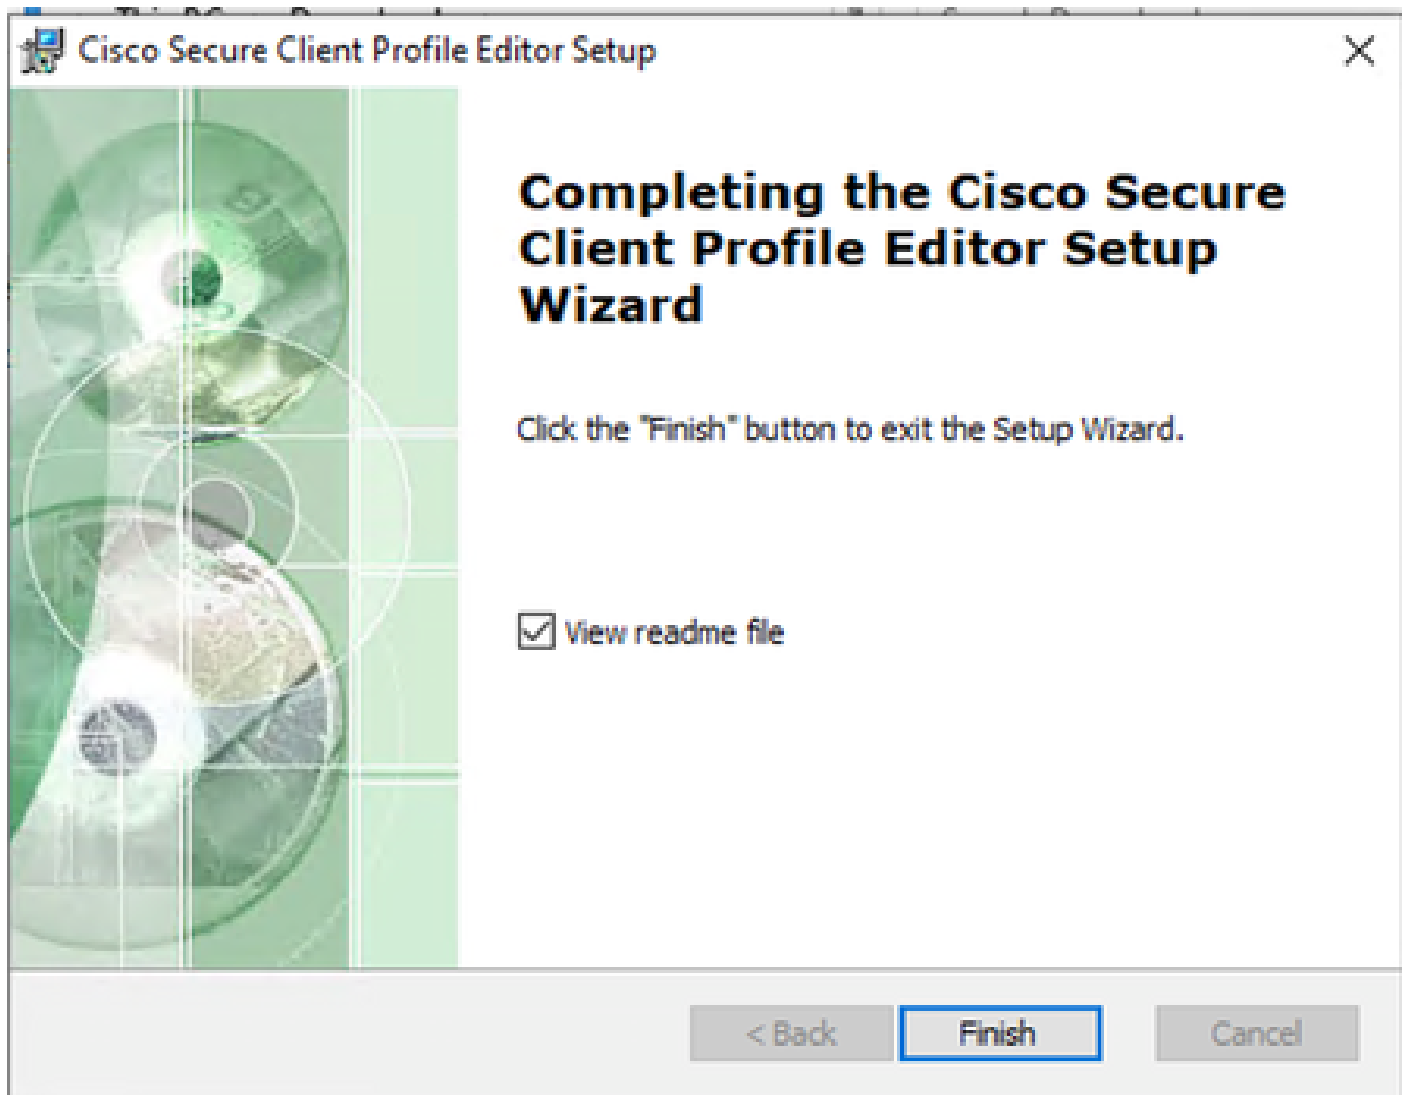 Cisco Secure Client Profile Editor Setup
Completing the Cisco Secure
Client Profile Editor Setup
Wizard
Click the "Finish" button to exit the Setup Wizard.
View readme file
< Back
Finish
Cancel